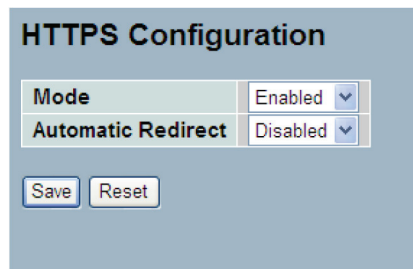 HTTPS Configuration
Mode Enabled
Automatic Redirect Disabled
Save Reset